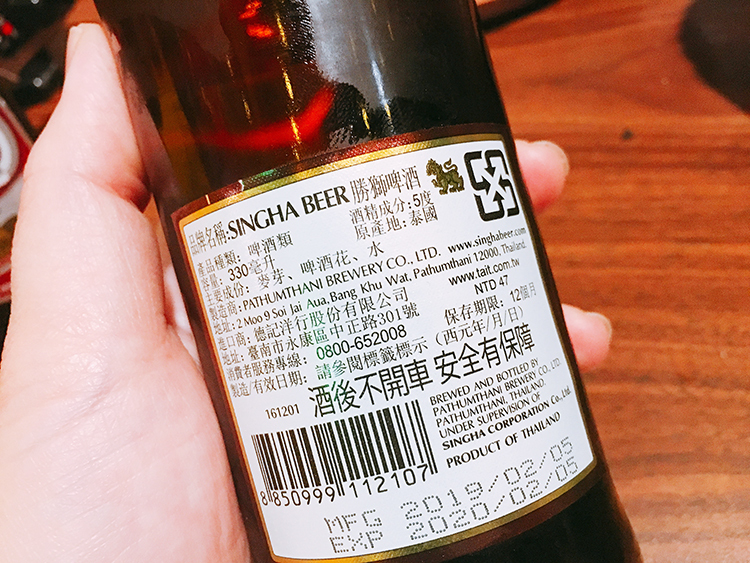 品牌名稱:SINGHA BEER 勝獅啤酒
產品種類: 啤酒類 酒精成分:5度
容量: 330毫升 原產地:泰國
主要成份: 麥芽、啤酒花、水
製造商: PATHUMTHANI BREWERY CO., LTD. www.singhabeer.com
地址: 2 Moo 9 Soi Jai Aua,Bang Khu Wat, Pathumthani 12000, Thailand.
進口商: 德記洋行股份有限公司 www.tait.com.tw
地址: 臺南市永康區中正路301號 NTD 47
消費者服務專線: 0800-652008 保存期限: 12個月
製造/有效日期: 請參閱標籤標示 (西元年/月/日)
161201 酒後不開車 安全有保障
BREWED AND BOTTLED BY
PATHUMTHANI BREWERY CO., LTD.
PATHUMTHANI, THAILAND.
UNDER SUPERVISION OF
SINGHA CORPORATION Co., Ltd.
PRODUCT OF THAILAND
8 850999 112107
MFG 2019/02/05
EXP 2020/02/05